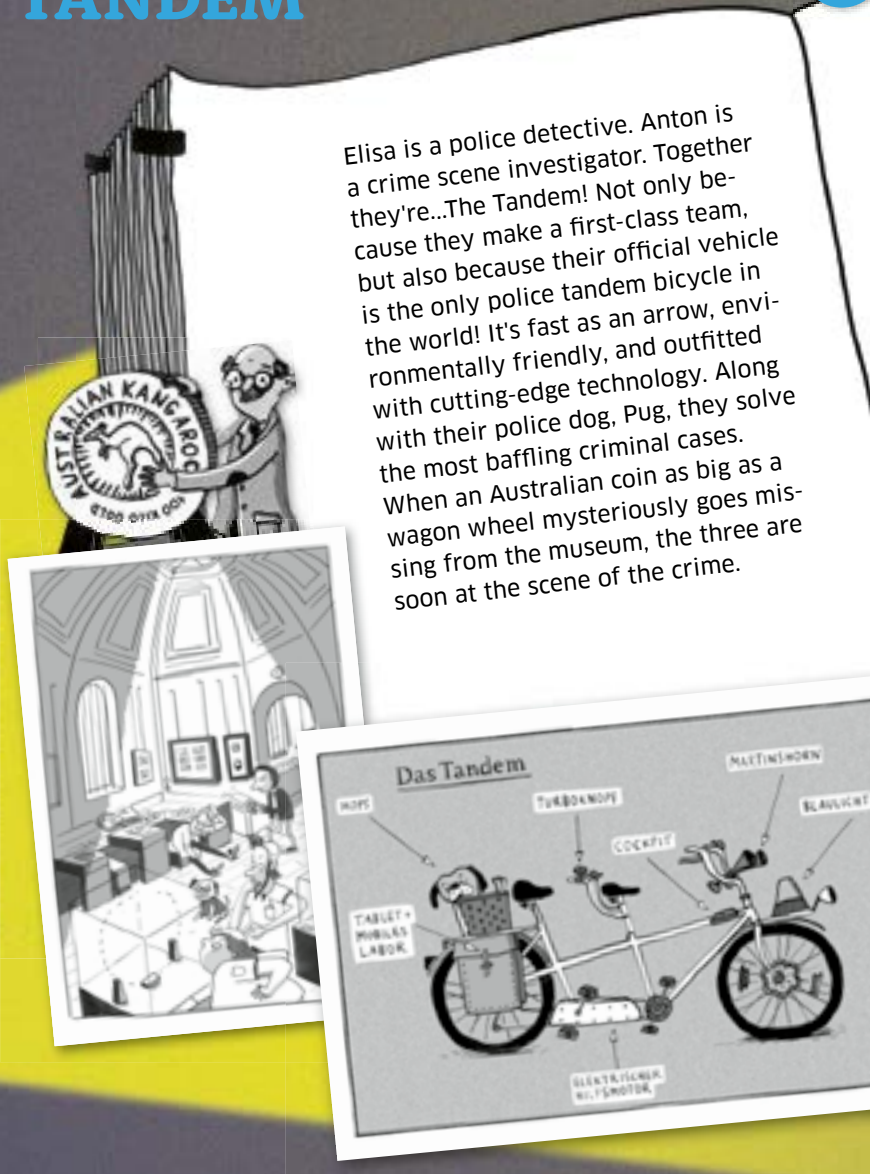 TANDEM
Elisa is a police detective. Anton is
a crime scene investigator. Together
they're...The Tandem! Not only be-
cause they make a first-class team,
but also because their official vehicle
is the only police tandem bicycle in
the world! It's fast as an arrow, envi-
ronmentally friendly, and outfitted
with cutting-edge technology. Along
with their police dog, Pug, they solve
the most baffling criminal cases.
When an Australian coin as big as a
wagon wheel mysteriously goes mis-
sing from the museum, the three are
soon at the scene of the crime.
AUSTRALIAN KANGAROO
100 KILO GOLD
Das Tandem
MARTINSHORN
MOPS
TURBOKNOPF
BLAULICHT
COCKPIT
TABLET+
MOBILES
LABOR
ELEKTRISCHER
HILFSMOTOR